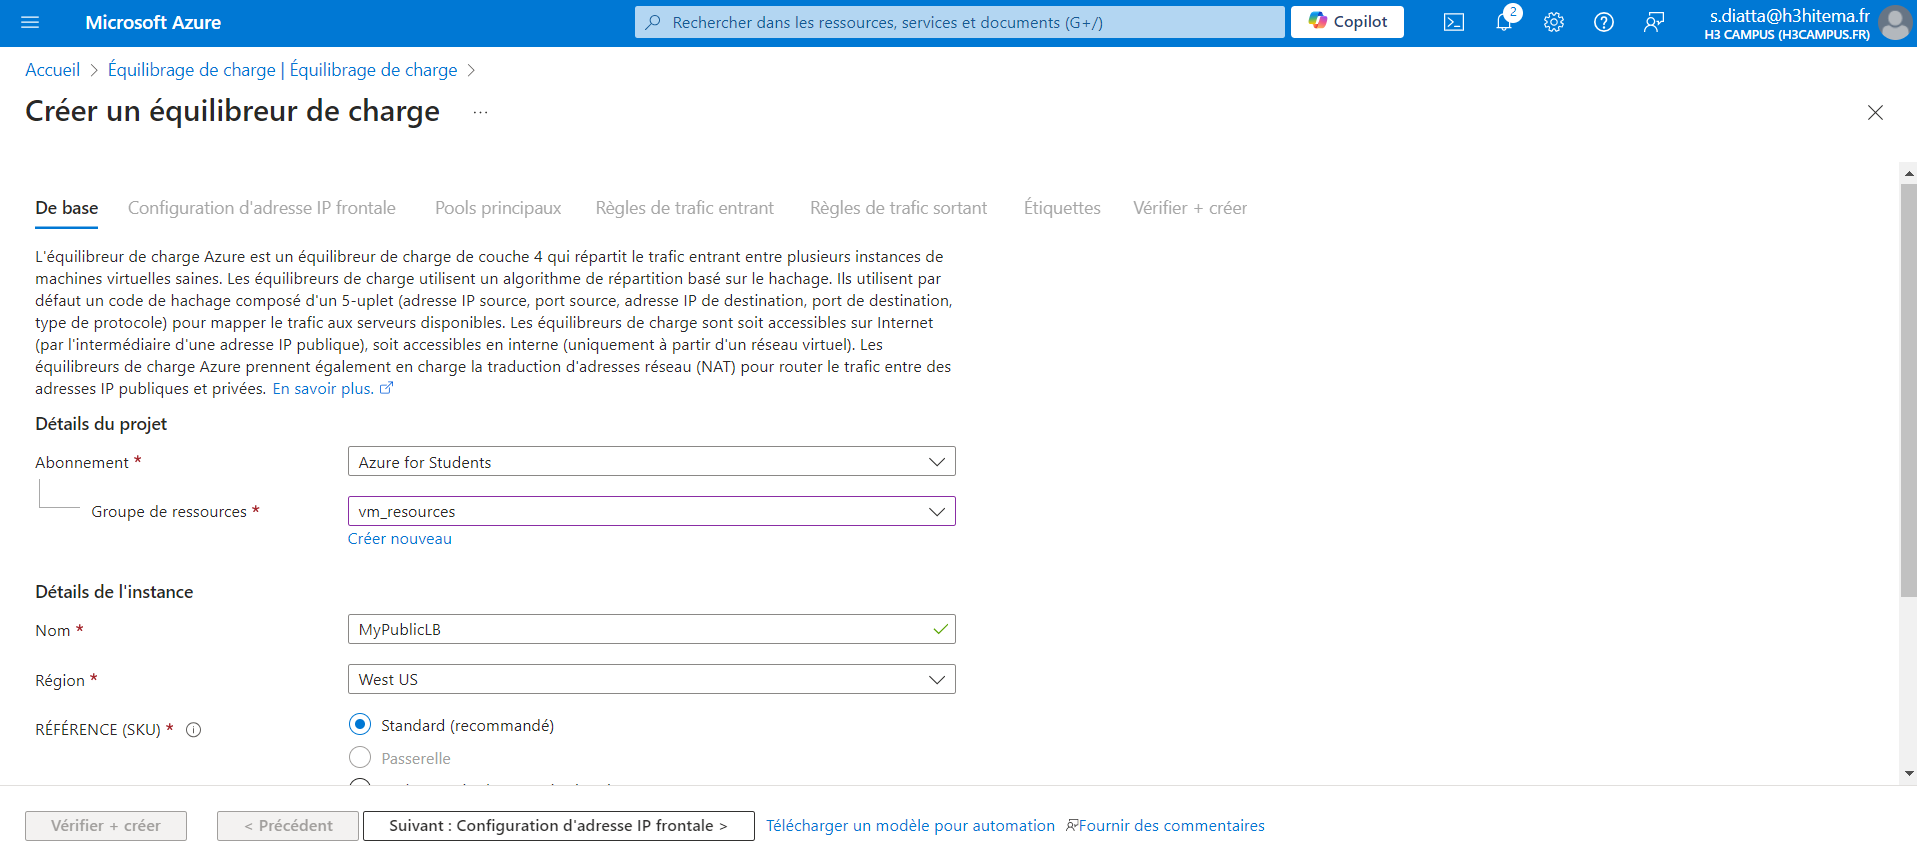 Microsoft Azure
Rechercher dans les ressources, services et documents (G+/)
Copilot
2
s.diatta@h3hitema.fr
H3 CAMPUS (H3CAMPUS.FR)
Accueil > Équilibrage de charge | Équilibrage de charge >
Créer un équilibreur de charge ...
De base
Configuration d'adresse IP frontale
Pools principaux
Règles de trafic entrant
Règles de trafic sortant
Étiquettes
Vérifier + créer
L'équilibreur de charge Azure est un équilibreur de charge de couche 4 qui répartit le trafic entrant entre plusieurs instances de
machines virtuelles saines. Les équilibreurs de charge utilisent un algorithme de répartition basé sur le hachage. Ils utilisent par
défaut un code de hachage composé d'un 5-uplet (adresse IP source, port source, adresse IP de destination, port de destination,
type de protocole) pour mapper le trafic aux serveurs disponibles. Les équilibreurs de charge sont soit accessibles sur Internet
(par l'intermédiaire d'une adresse IP publique), soit accessibles en interne (uniquement à partir d'un réseau virtuel). Les
équilibreurs de charge Azure prennent également en charge la traduction d'adresses réseau (NAT) pour router le trafic entre des
adresses IP publiques et privées. En savoir plus.
Détails du projet
Abonnement *
Azure for Students
Groupe de ressources *
vm_resources
Créer nouveau
Détails de l'instance
Nom *
MyPublicLB
Région *
West US
RÉFÉRENCE (SKU) *
Standard (recommandé)
Passerelle
Vérifier + créer
< Précédent
Suivant : Configuration d'adresse IP frontale >
Télécharger un modèle pour automation
Fournir des commentaires